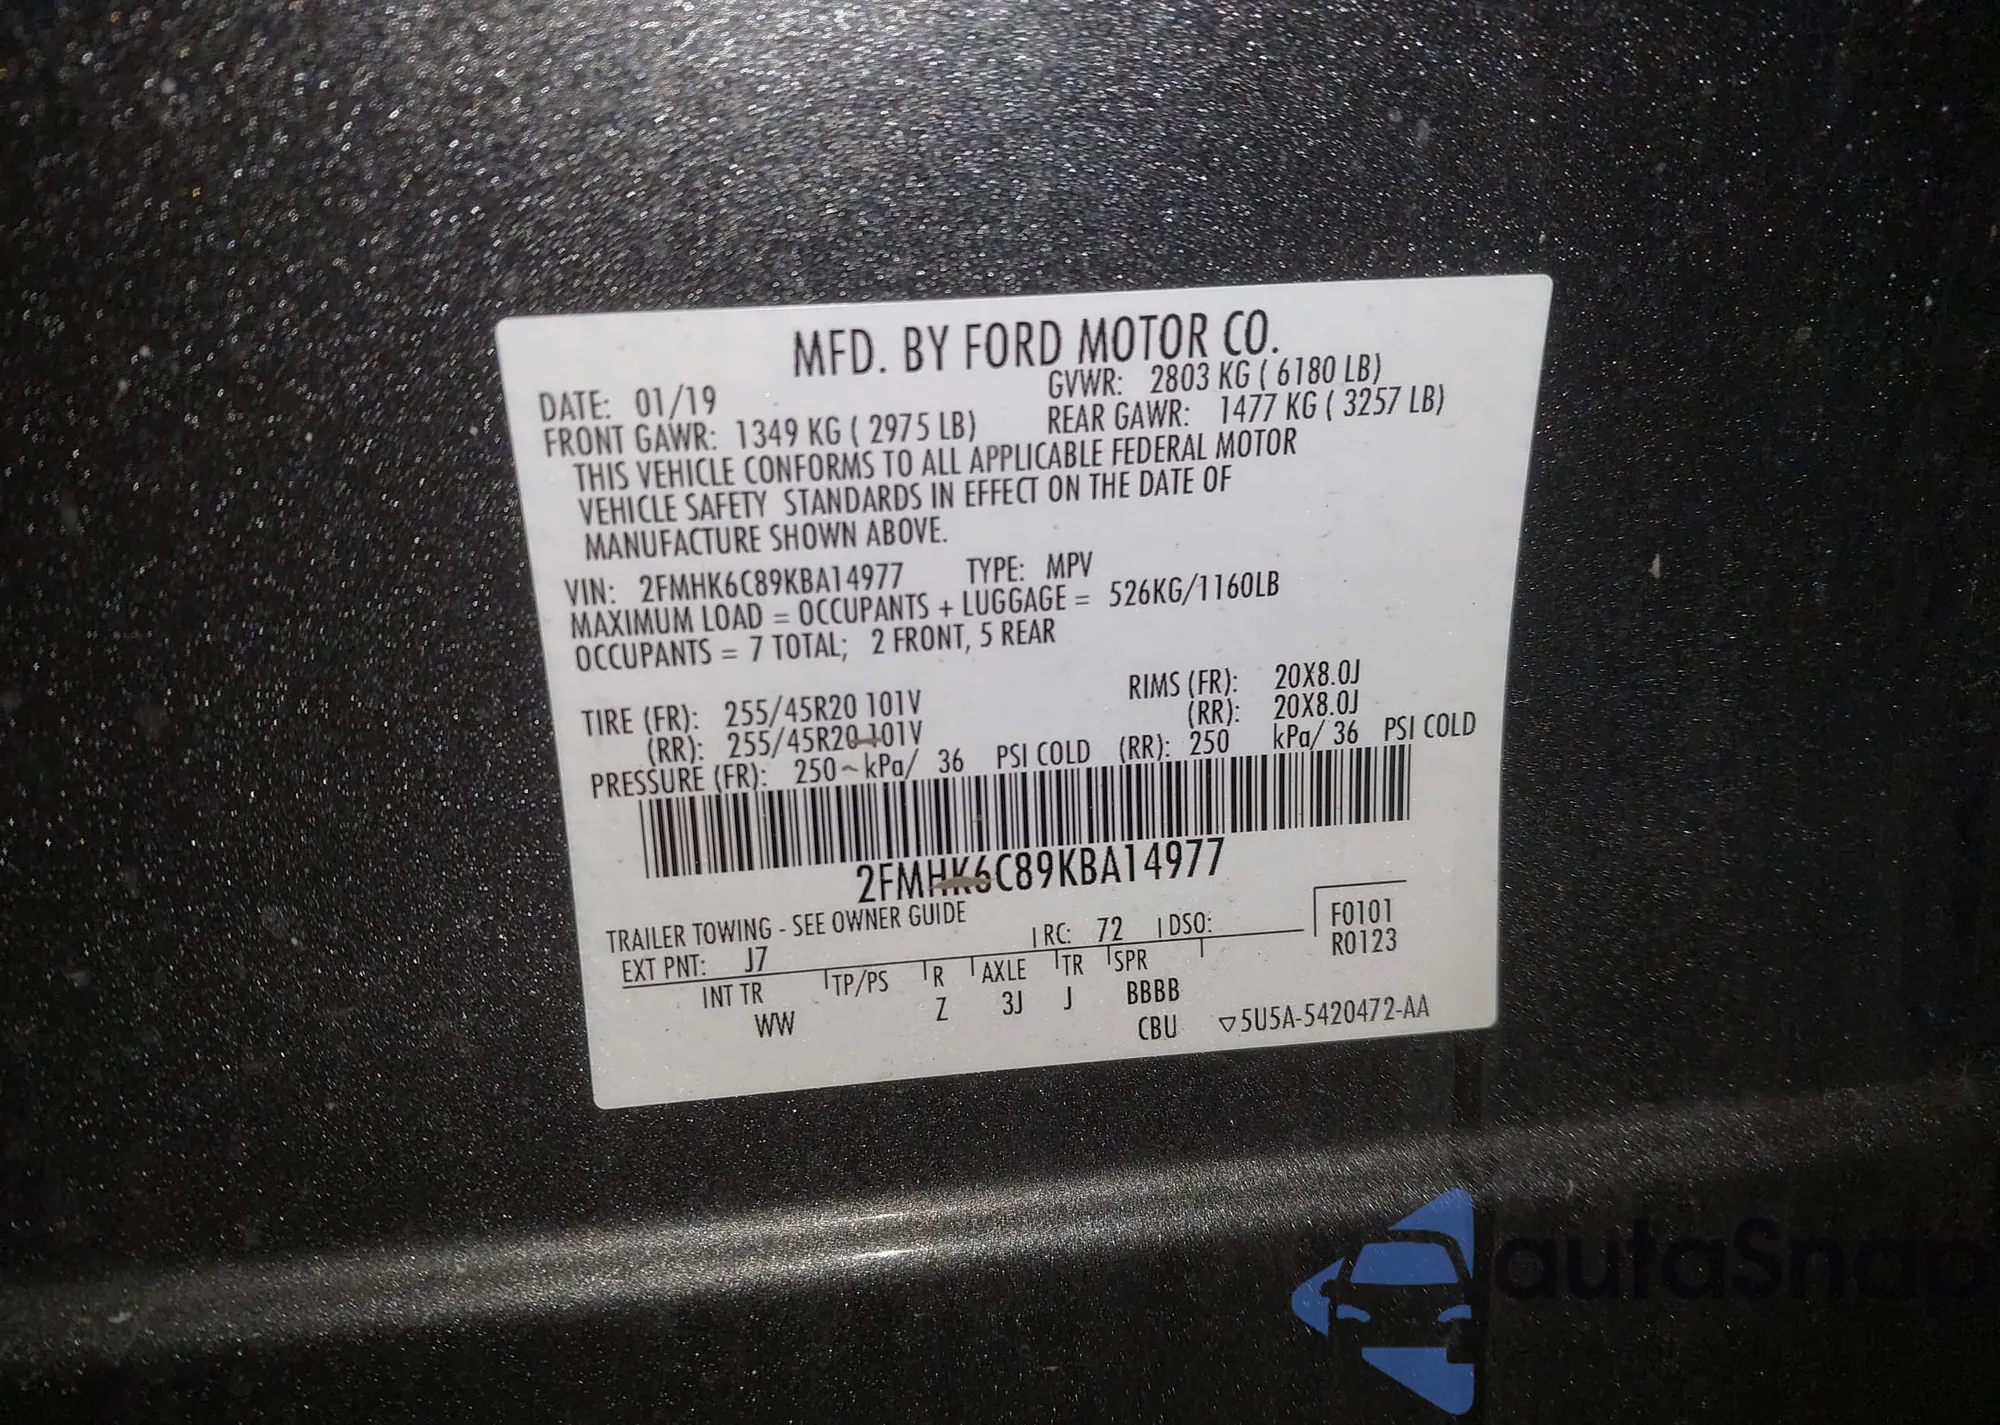 MFD. BY FORD MOTOR CO.
DATE: 01/19 GVWR: 2803 KG ( 6180 LB)
FRONT GAWR: 1349 KG ( 2975 LB) REAR GAWR: 1477 KG ( 3257 LB)
THIS VEHICLE CONFORMS TO ALL APPLICABLE FEDERAL MOTOR
VEHICLE SAFETY STANDARDS IN EFFECT ON THE DATE OF
MANUFACTURE SHOWN ABOVE.
VIN: 2FMHK6C89KBA14977 TYPE: MPV
MAXIMUM LOAD = OCCUPANTS + LUGGAGE = 526KG/1160LB
OCCUPANTS = 7 TOTAL; 2 FRONT, 5 REAR
TIRE (FR): 255/45R20 101V RIMS (FR): 20X8.0J
(RR): 255/45R20 101V (RR): 20X8.0J
PRESSURE (FR): 250 kPa/ 36 PSI COLD (RR): 250 kPa/ 36 PSI COLD
2FMHK6C89KBA14977
TRAILER TOWING - SEE OWNER GUIDE
EXT PNT: J7 RC: 72 DSO: F0101
R0123
INT TR TP/PS R AXLE TR SPR
WW Z 3J J BBBB
CBU ▽5U5A-5420472-AA
autaSnap